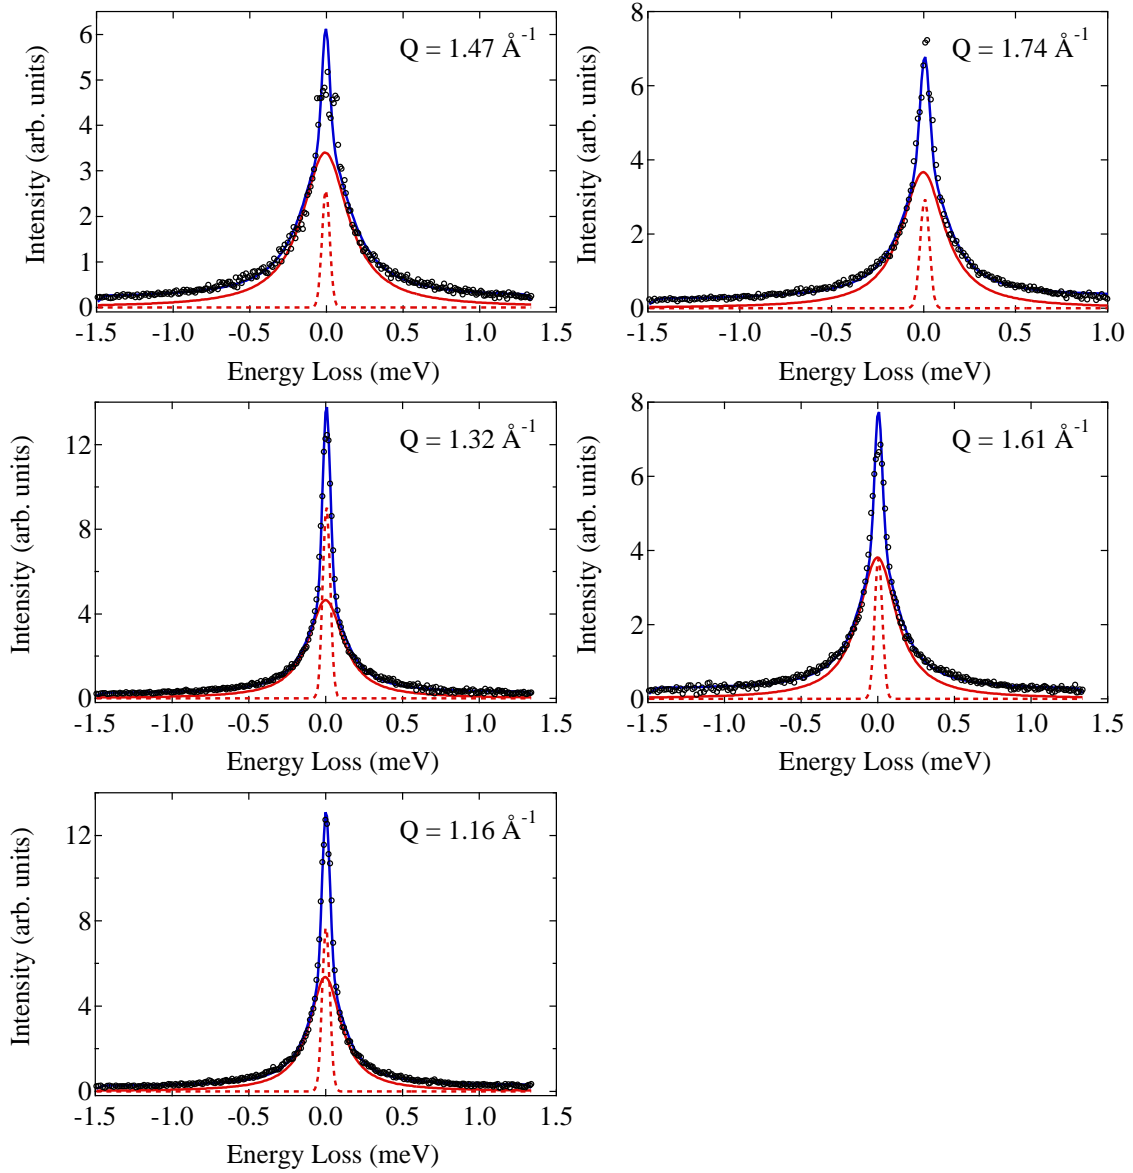 Q = 1.47 Å⁻¹
Intensity (arb. units)
6
5
4
3
2
1
0
-1.5 -1.0 -0.5 0.0 0.5 1.0 1.5
Energy Loss (meV)
Q = 1.74 Å⁻¹
Intensity (arb. units)
8
6
4
2
0
-1.5 -1.0 -0.5 0.0 0.5 1.0
Energy Loss (meV)
Q = 1.32 Å⁻¹
Intensity (arb. units)
12
8
4
0
-1.5 -1.0 -0.5 0.0 0.5 1.0 1.5
Energy Loss (meV)
Q = 1.61 Å⁻¹
Intensity (arb. units)
8
6
4
2
0
-1.5 -1.0 -0.5 0.0 0.5 1.0 1.5
Energy Loss (meV)
Q = 1.16 Å⁻¹
Intensity (arb. units)
12
8
4
0
-1.5 -1.0 -0.5 0.0 0.5 1.0 1.5
Energy Loss (meV)